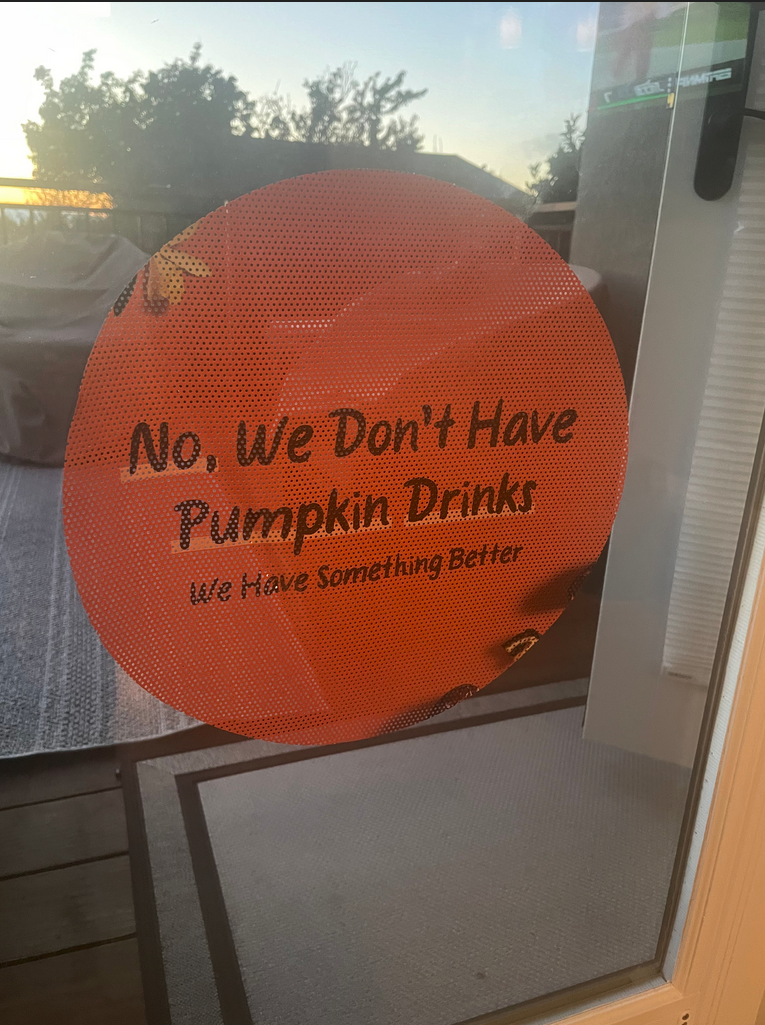 No, We Don't Have
Pumpkin Drinks
We Have Something Better